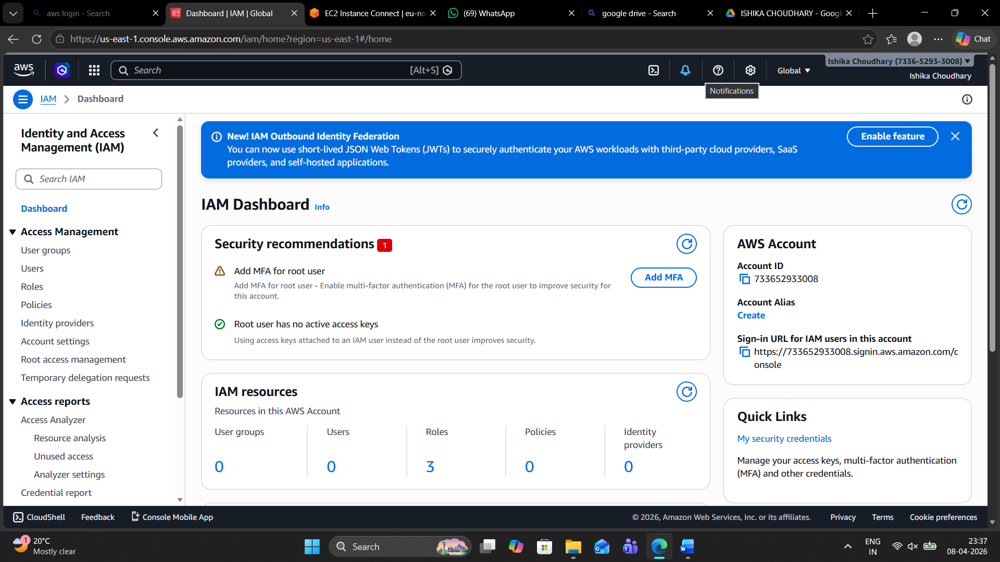 aws login - Search
Dashboard | IAM | Global
EC2 Instance Connect | eu-no
(69) WhatsApp
google drive - Search
ISHIKA CHOUDHARY - Googl
https://us-east-1.console.aws.amazon.com/iam/home?region=us-east-1#/home
Chat
aws
Search
[Alt+S]
Global
Ishika Choudhary (7336-5293-3008)
Ishika Choudhary
Notifications
IAM
Dashboard
Identity and Access
Management (IAM)
Search IAM
Dashboard
Access Management
User groups
Users
Roles
Policies
Identity providers
Account settings
Root access management
Temporary delegation requests
Access reports
Access Analyzer
Resource analysis
Unused access
Analyzer settings
Credential report
New! IAM Outbound Identity Federation
You can now use short-lived JSON Web Tokens (JWTs) to securely authenticate your AWS workloads with third-party cloud providers, SaaS
providers, and self-hosted applications.
Enable feature
IAM Dashboard Info
Security recommendations 1
Add MFA for root user
Add MFA for root user - Enable multi-factor authentication (MFA) for the root user to improve security for
this account.
Add MFA
Root user has no active access keys
Using access keys attached to an IAM user instead of the root user improves security.
IAM resources
Resources in this AWS Account
User groups
0
Users
0
Roles
3
Policies
0
Identity
providers
0
AWS Account
Account ID
733652933008
Account Alias
Create
Sign-in URL for IAM users in this account
https://733652933008.signin.aws.amazon.com/c
onsole
Quick Links
My security credentials
Manage your access keys, multi-factor authentication
(MFA) and other credentials.
CloudShell
Feedback
Console Mobile App
© 2026, Amazon Web Services, Inc. or its affiliates.
Privacy
Terms
Cookie preferences
1
20°C
Mostly clear
Search
ENG
IN
23:37
08-04-2026